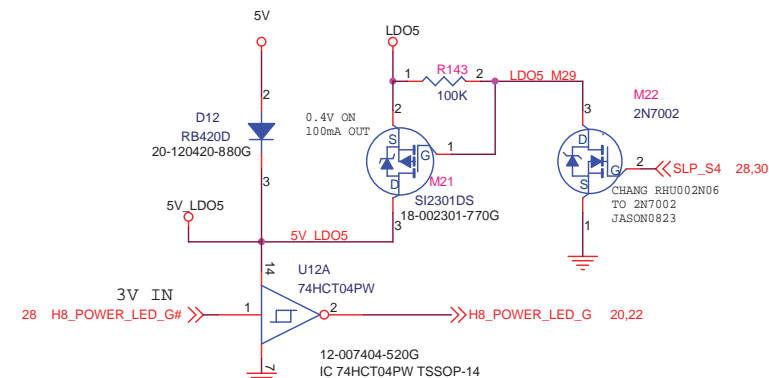 5V
LDO5
1
R143
2
LDO5_M29
100K
M22
2N7002
2
D12
RB420D
20-120420-880G
3
0.4V ON
100mA OUT
2
S
G
D
1
M21
SI2301DS
18-002301-770G
3
3
D
G
S
2
SLP_S4 28,30
CHANG RHU002N06
TO 2N7002
JASON0823
1
5V_LDO5
5V_LDO5
14
U12A
74HCT04PW
3V IN
28 H8_POWER_LED_G#
1
2
H8_POWER_LED_G 20,22
7
12-007404-520G
IC 74HCT04PW TSSOP-14